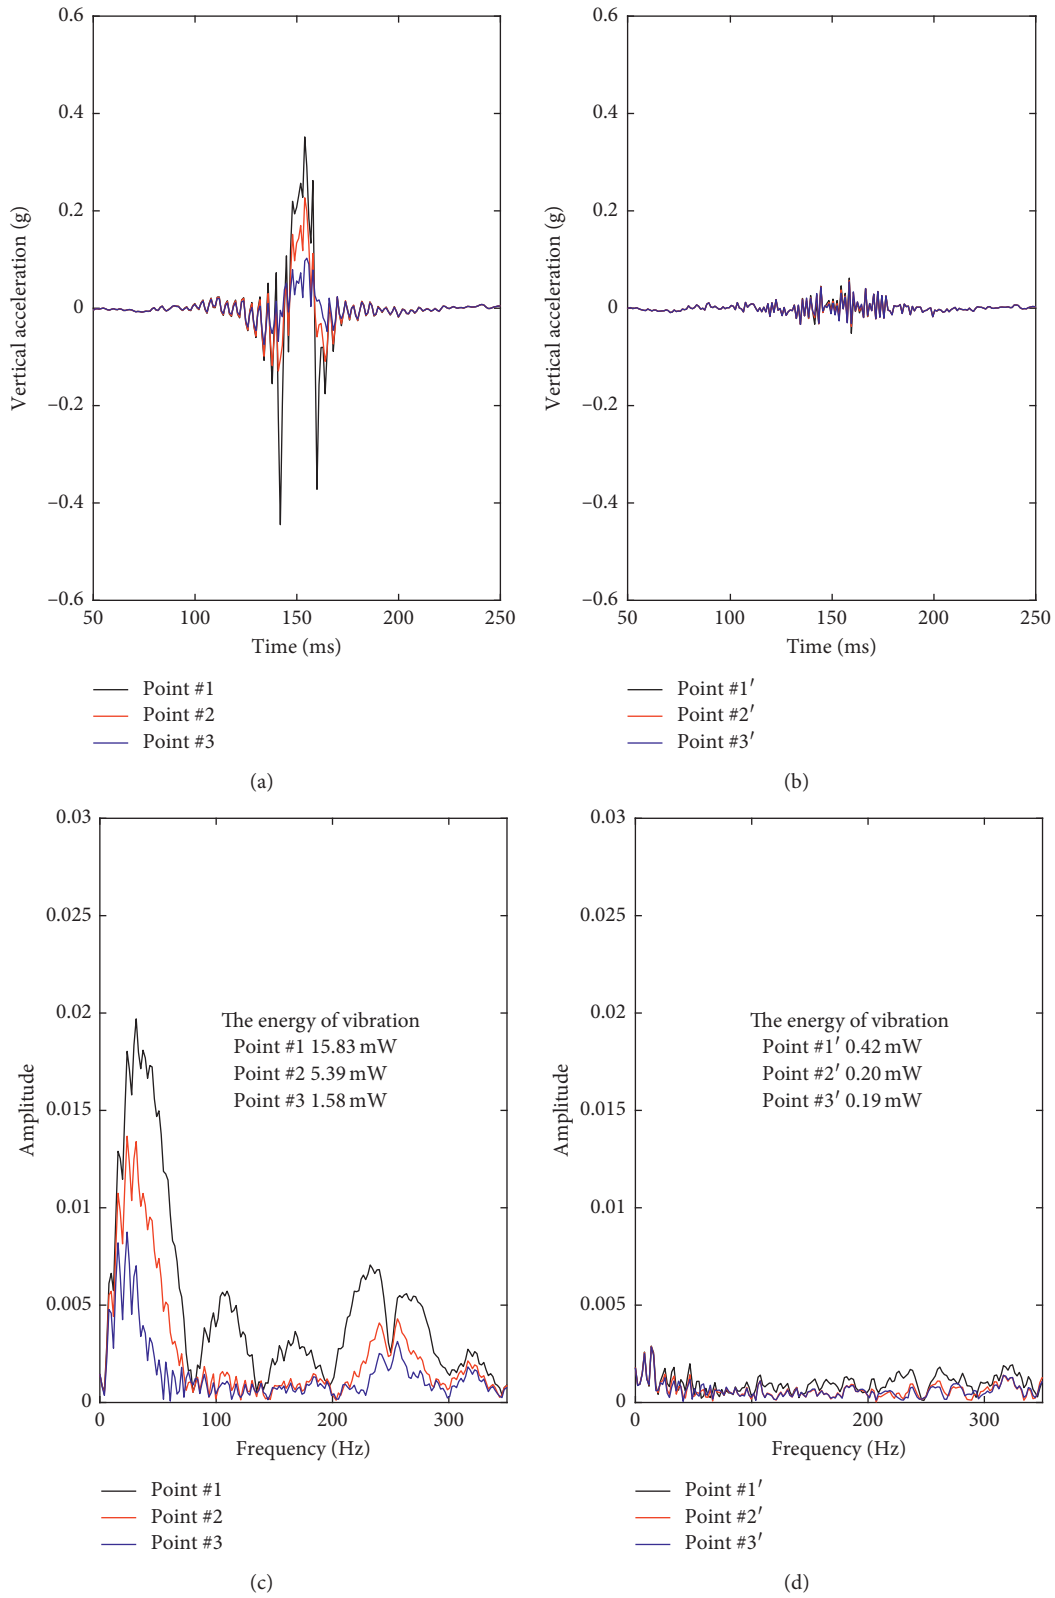 0.6
0.4
0.2
0
−0.2
−0.4
−0.6
Vertical acceleration (g)
50
100
150
200
250
Time (ms)
Point #1
Point #2
Point #3
(a)
0.6
0.4
0.2
0
−0.2
−0.4
−0.6
Vertical acceleration (g)
50
100
150
200
250
Time (ms)
Point #1′
Point #2′
Point #3′
(b)
0.03
0.025
0.02
0.015
0.01
0.005
0
Amplitude
The energy of vibration
Point #1 15.83 mW
Point #2 5.39 mW
Point #3 1.58 mW
0
100
200
300
Frequency (Hz)
Point #1
Point #2
Point #3
(c)
0.03
0.025
0.02
0.015
0.01
0.005
0
Amplitude
The energy of vibration
Point #1′ 0.42 mW
Point #2′ 0.20 mW
Point #3′ 0.19 mW
0
100
200
300
Frequency (Hz)
Point #1′
Point #2′
Point #3′
(d)